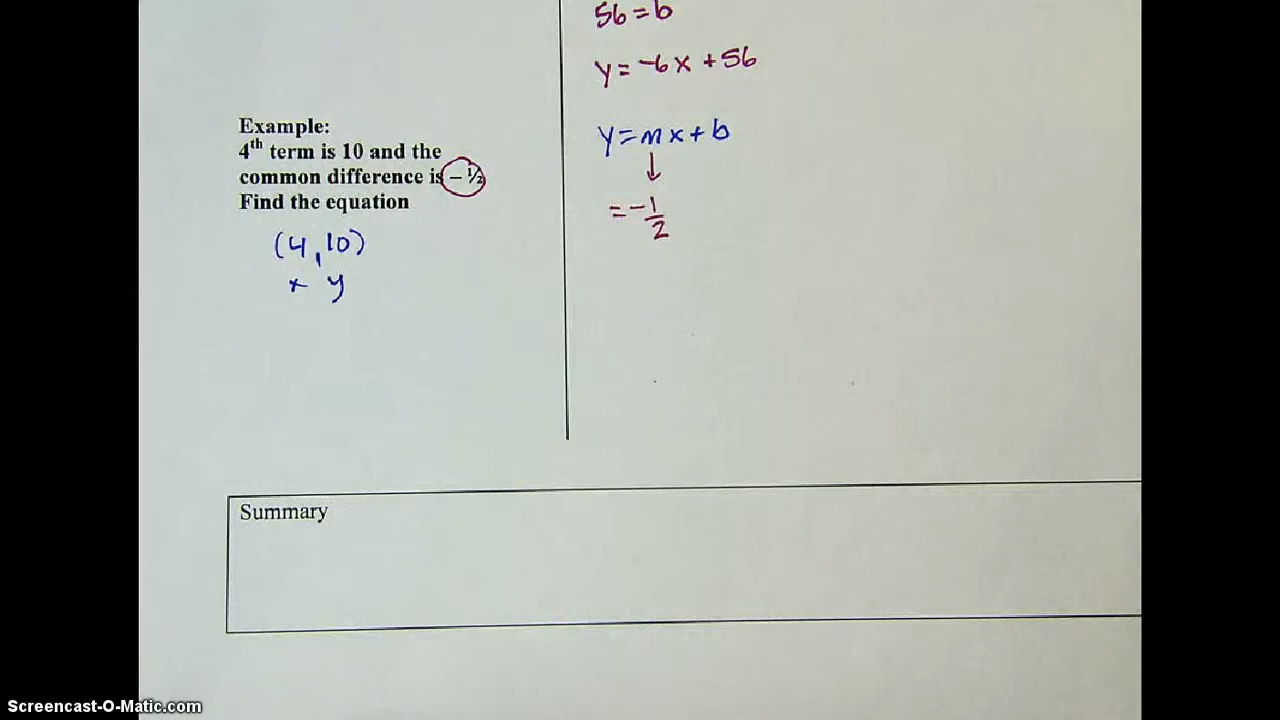 56 = b
y = -6x + 56
Example:
4th term is 10 and the
common difference is – ½
Find the equation
(4, 10)
x y
y = mx + b
↓
= -1/2
Summary
Screencast-O-Matic.com